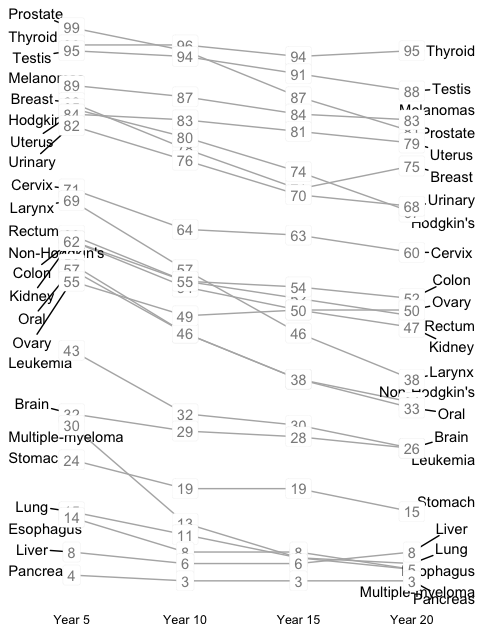 Prostate
99
Thyroid
96
Testis
95
94
94
95
Thyroid
91
Melanomas
89
87
87
88
Testis
Breast
84
83
Melanomas
Hodgkin's
83
81
81
Prostate
Uterus
82
80
79
Uterus
Urinary
78
76
74
75
Breast
Cervix
71
70
68
Urinary
Larynx
69
Hodgkin's
Rectum
64
63
60
Cervix
Non-Hodgkin's
62
Colon
57
57
55
54
52
Colon
Kidney
55
50
50
Ovary
Oral
49
47
Rectum
Ovary
46
46
Kidney
Leukemia
43
38
38
Larynx
Non-Hodgkin's
Brain
32
32
33
Oral
Multiple-myeloma
30
29
30
28
26
Brain
Stomach
24
Leukemia
19
19
15
Stomach
Lung
Esophagus
14
13
11
Liver
Liver
8
8
8
8
Lung
6
6
5
Esophagus
Pancreas
4
3
3
3
Multiple-myeloma
Pancreas
Year 5
Year 10
Year 15
Year 20